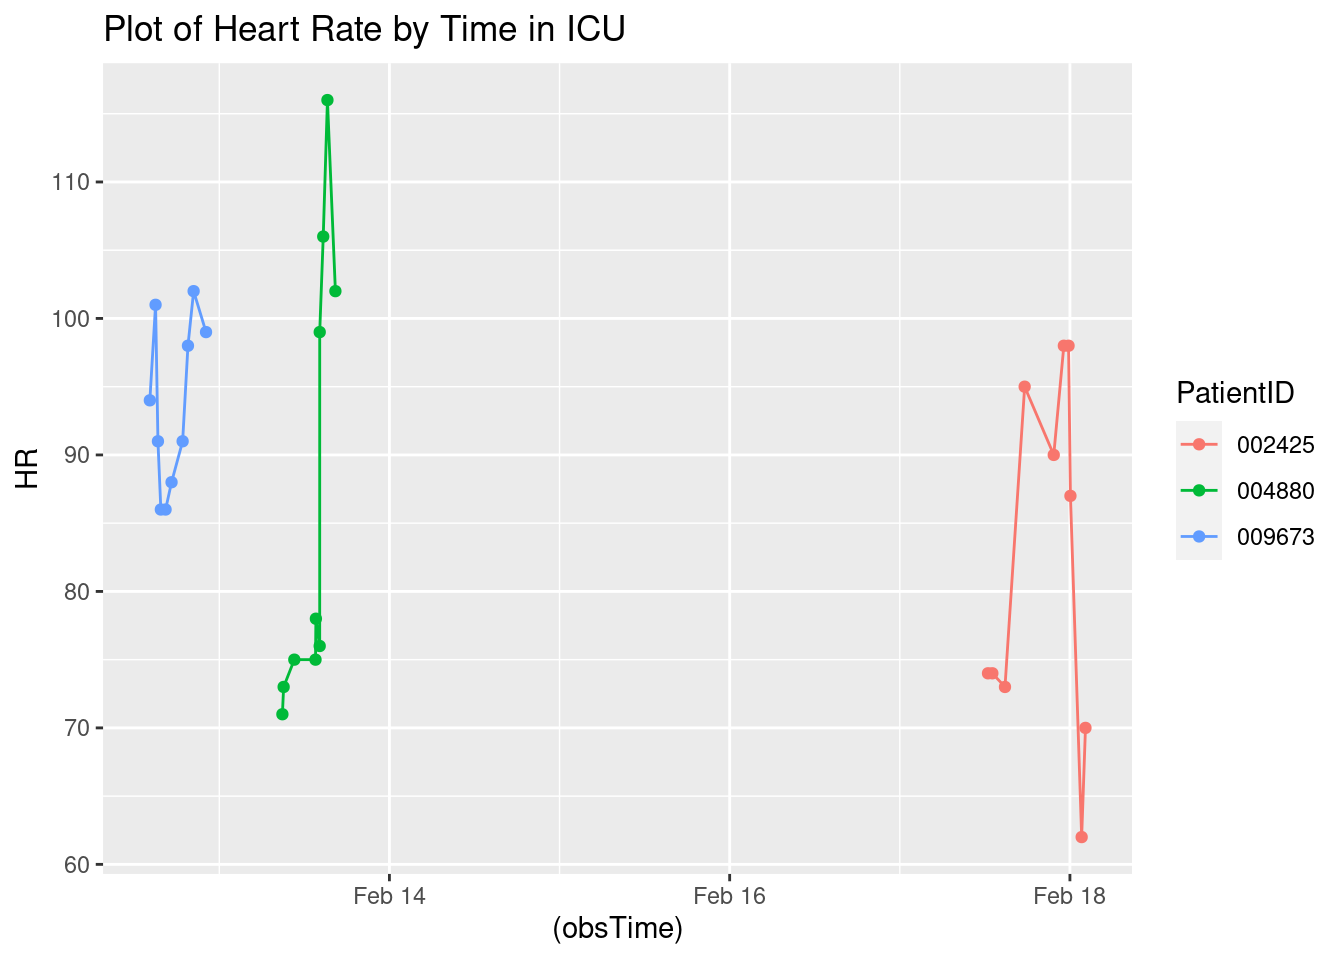 Plot of Heart Rate by Time in ICU
HR
110
100
90
80
70
60
Feb 14
Feb 16
Feb 18
(obsTime)
PatientID
002425
004880
009673